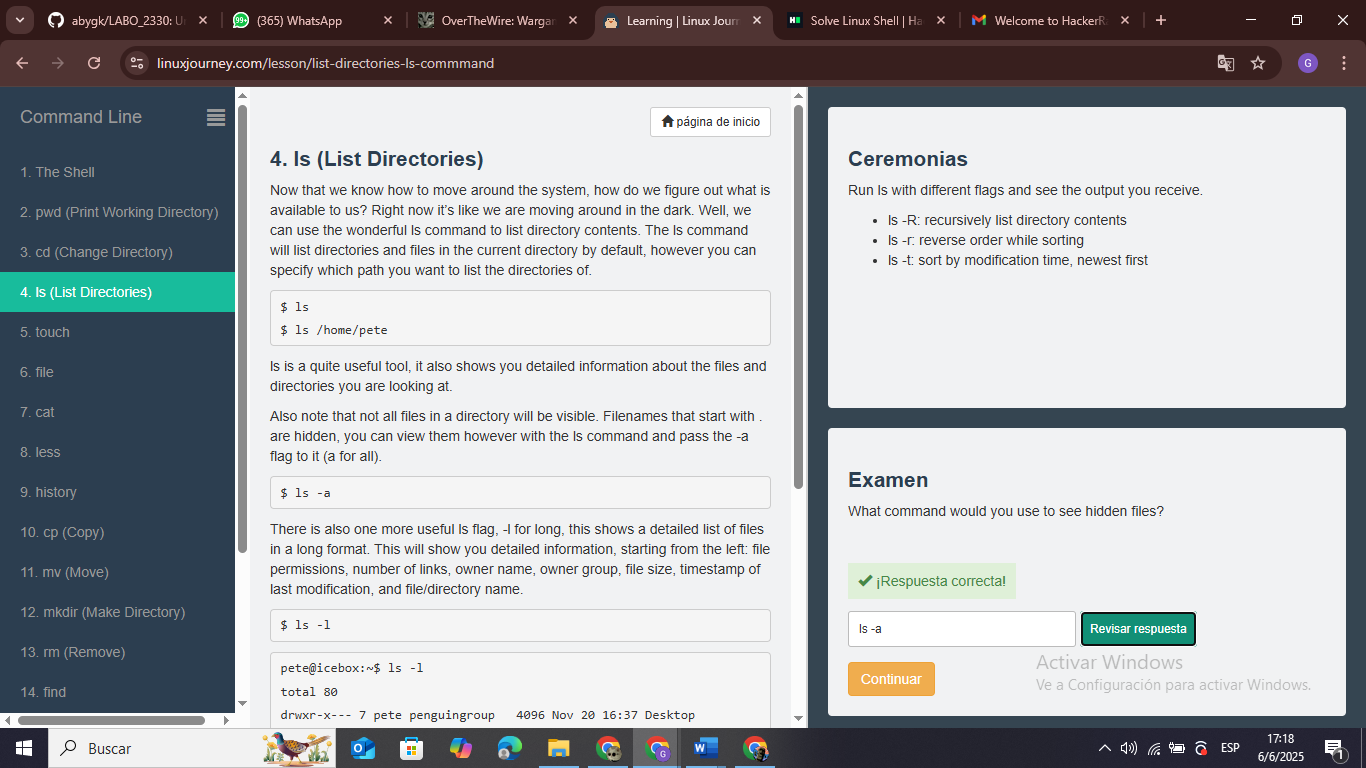 abygk/LABO_2330: U
99+
(365) WhatsApp
OverTheWire: Wargar
Learning | Linux Journ
Solve Linux Shell | Ha
Welcome to HackerR
linuxjourney.com/lesson/list-directories-ls-commmand
G
Command Line
1. The Shell
2. pwd (Print Working Directory)
3. cd (Change Directory)
4. ls (List Directories)
5. touch
6. file
7. cat
8. less
9. history
10. cp (Copy)
11. mv (Move)
12. mkdir (Make Directory)
13. rm (Remove)
14. find
página de inicio
4. ls (List Directories)
Now that we know how to move around the system, how do we figure out what is
available to us? Right now it’s like we are moving around in the dark. Well, we
can use the wonderful ls command to list directory contents. The ls command
will list directories and files in the current directory by default, however you can
specify which path you want to list the directories of.
$ ls
$ ls /home/pete
ls is a quite useful tool, it also shows you detailed information about the files and
directories you are looking at.
Also note that not all files in a directory will be visible. Filenames that start with .
are hidden, you can view them however with the ls command and pass the -a
flag to it (a for all).
$ ls -a
There is also one more useful ls flag, -l for long, this shows a detailed list of files
in a long format. This will show you detailed information, starting from the left: file
permissions, number of links, owner name, owner group, file size, timestamp of
last modification, and file/directory name.
$ ls -l
pete@icebox:~$ ls -l
total 80
drwxr-x--- 7 pete penguingroup   4096 Nov 20 16:37 Desktop
Ceremonias
Run ls with different flags and see the output you receive.
• ls -R: recursively list directory contents
• ls -r: reverse order while sorting
• ls -t: sort by modification time, newest first
Examen
What command would you use to see hidden files?
¡Respuesta correcta!
ls -a
Revisar respuesta
Continuar
Activar Windows
Ve a Configuración para activar Windows.
Buscar
ESP
17:18
6/6/2025
1